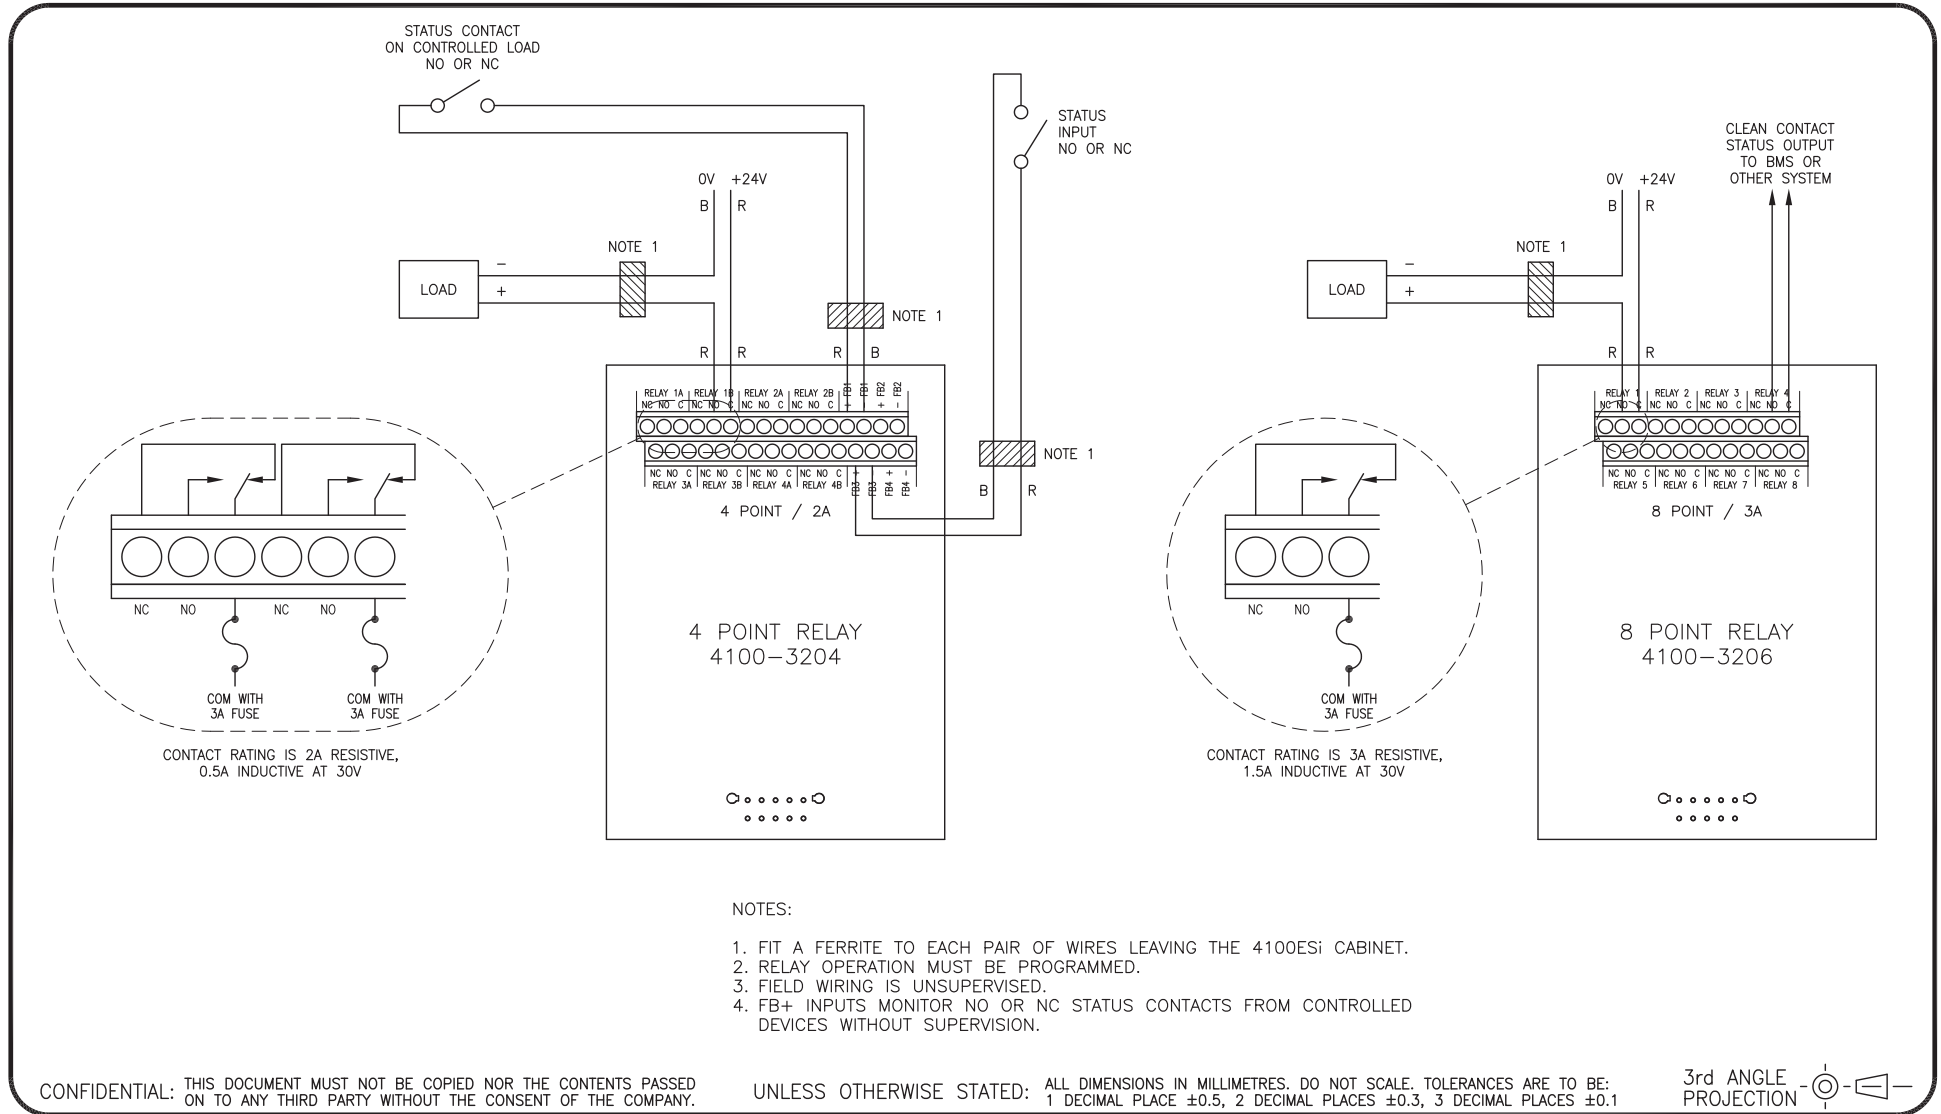 STATUS CONTACT
ON CONTROLLED LOAD
NO OR NC
STATUS
INPUT
NO OR NC
0V +24V
B R
NOTE 1
LOAD
−
+
NOTE 1
R R
R B
RELAY 1A RELAY 1B RELAY 2A RELAY 2B FB1 FB1 FB2 FB2
NC NO C NC NO C NC NO C NC NO C + - + -
NC NO C NC NO C NC NO C NC NO C + - + -
RELAY 3A RELAY 3B RELAY 4A RELAY 4B FB3 FB3 FB4 FB4
4 POINT / 2A
NOTE 1
B R
4 POINT RELAY
4100-3204
NC NO NC NO
COM WITH
3A FUSE
COM WITH
3A FUSE
CONTACT RATING IS 2A RESISTIVE,
0.5A INDUCTIVE AT 30V
CLEAN CONTACT
STATUS OUTPUT
TO BMS OR
OTHER SYSTEM
0V +24V
B R
NOTE 1
LOAD
−
+
R R
RELAY 1 RELAY 2 RELAY 3 RELAY 4
NC NO C NC NO C NC NO C NC NO C
NC NO C NC NO C NC NO C NC NO C
RELAY 5 RELAY 6 RELAY 7 RELAY 8
8 POINT / 3A
8 POINT RELAY
4100-3206
NC NO
COM WITH
3A FUSE
CONTACT RATING IS 3A RESISTIVE,
1.5A INDUCTIVE AT 30V
NOTES:
1. FIT A FERRITE TO EACH PAIR OF WIRES LEAVING THE 4100ESi CABINET.
2. RELAY OPERATION MUST BE PROGRAMMED.
3. FIELD WIRING IS UNSUPERVISED.
4. FB+ INPUTS MONITOR NO OR NC STATUS CONTACTS FROM CONTROLLED
DEVICES WITHOUT SUPERVISION.
CONFIDENTIAL: THIS DOCUMENT MUST NOT BE COPIED NOR THE CONTENTS PASSED
ON TO ANY THIRD PARTY WITHOUT THE CONSENT OF THE COMPANY.
UNLESS OTHERWISE STATED: ALL DIMENSIONS IN MILLIMETRES. DO NOT SCALE. TOLERANCES ARE TO BE:
1 DECIMAL PLACE ±0.5, 2 DECIMAL PLACES ±0.3, 3 DECIMAL PLACES ±0.1
3rd ANGLE
PROJECTION